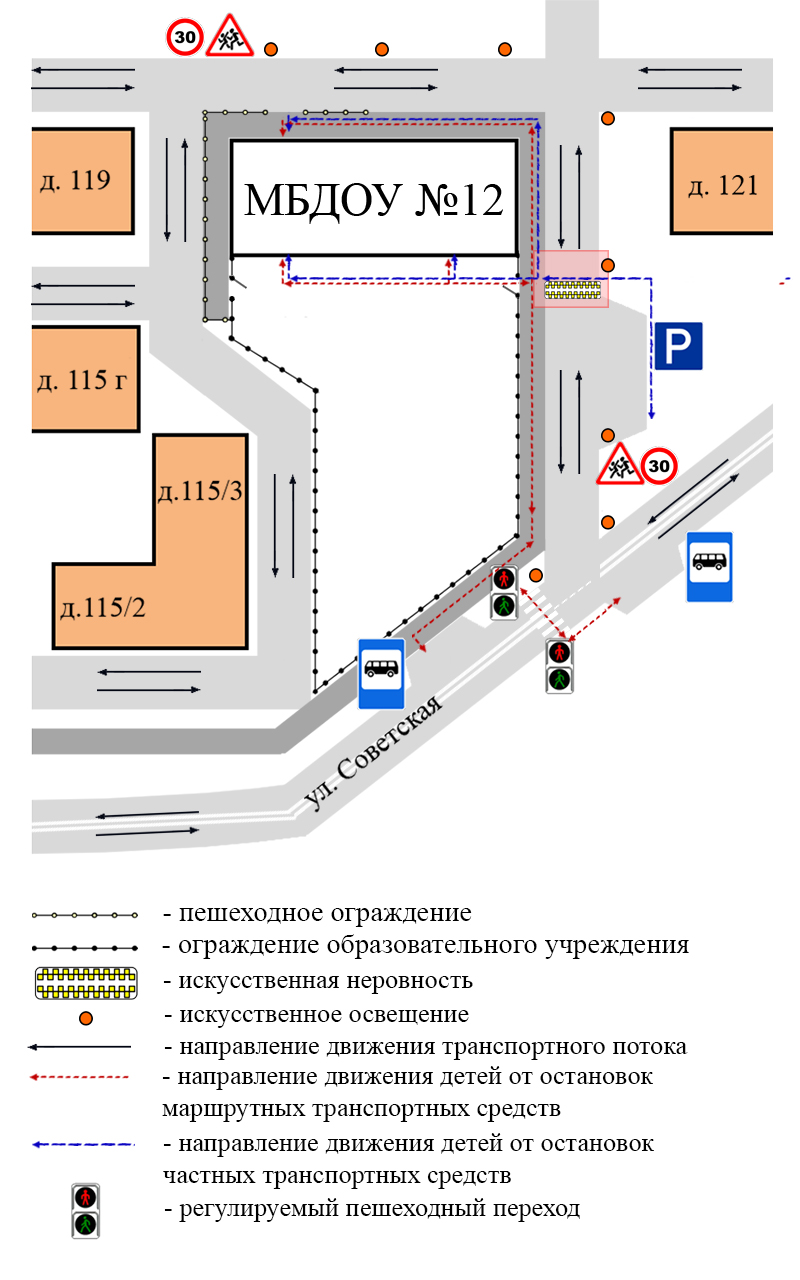 30
д. 119
МБДОУ №12
д. 121
д. 115 г
P
д.115/3
30
д.115/2
ул. Советская
- пешеходное ограждение
- ограждение образовательного учреждения
- искусственная неровность
- искусственное освещение
- направление движения транспортного потока
- направление движения детей от остановок
маршрутных транспортных средств
- направление движения детей от остановок
частных транспортных средств
- регулируемый пешеходный переход